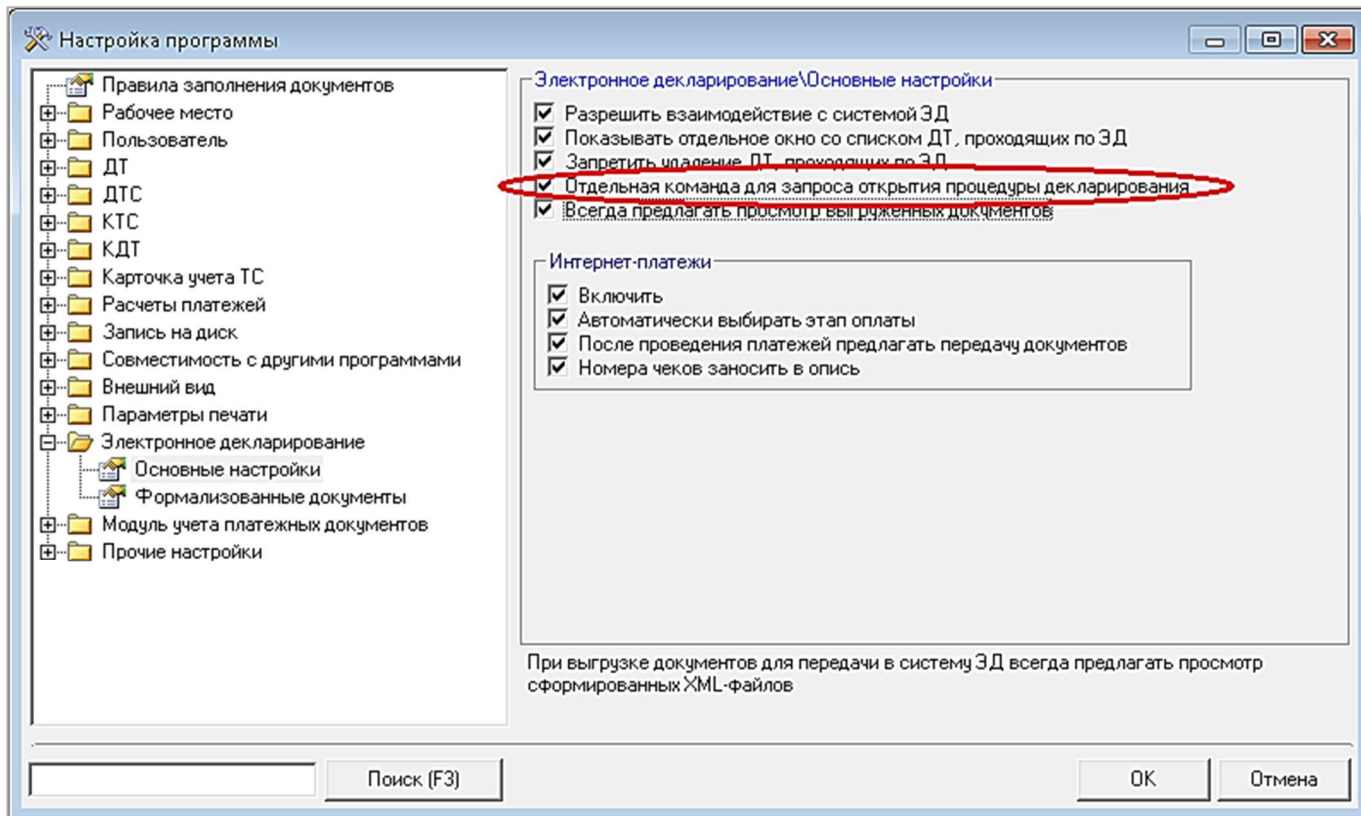 Настройка программы
Правила заполнения документов
Рабочее место
Пользователь
ДТ
ДТС
КТС
КДТ
Карточка учета ТС
Расчеты платежей
Запись на диск
Совместимость с другими программами
Внешний вид
Параметры печати
Электронное декларирование
Основные настройки
Формализованные документы
Модуль учета платежных документов
Прочие настройки
Электронное декларирование\Основные настройки
Разрешить взаимодействие с системой ЭД
Показывать отдельное окно со списком ДТ, проходящих по ЭД
Запретить удаление ДТ, проходящих по ЭД
Отдельная команда для запроса открытия процедуры декларирования
Всегда предлагать просмотр выгруженных документов
Интернет-платежи
Включить
Автоматически выбирать этап оплаты
После проведения платежей предлагать передачу документов
Номера чеков заносить в опись
При выгрузке документов для передачи в систему ЭД всегда предлагать просмотр
сформированных XML-файлов
Поиск (F3)
OK
Отмена